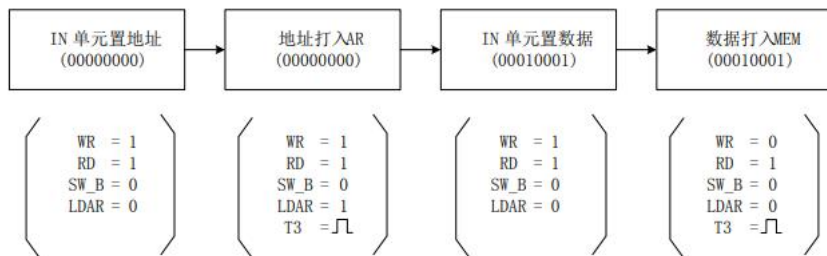 IN 单元置地址
(00000000)
地址打入AR
(00000000)
IN 单元置数据
(00010001)
数据打入MEM
(00010001)
WR = 1
RD = 1
SW_B = 0
LDAR = 0
WR = 1
RD = 1
SW_B = 0
LDAR = 1
T3 =
WR = 1
RD = 1
SW_B = 0
LDAR = 0
WR = 0
RD = 1
SW_B = 0
LDAR = 0
T3 =